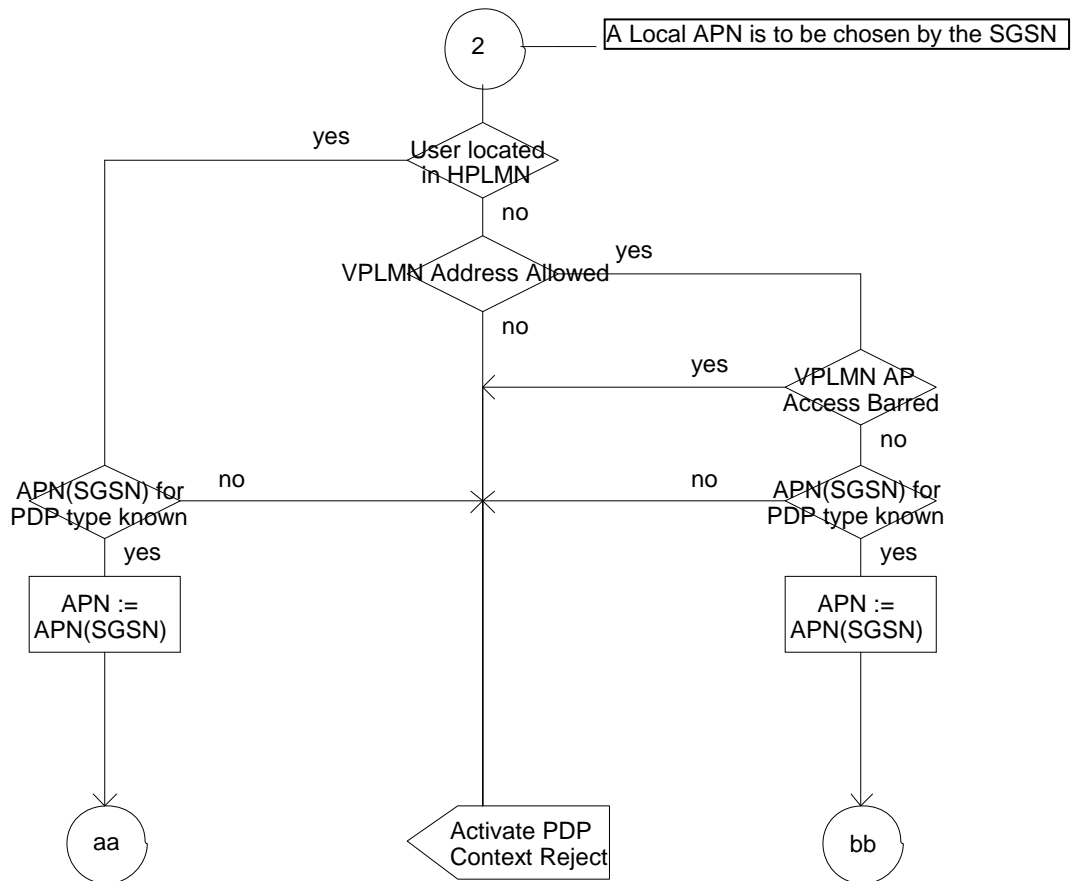 2
A Local APN is to be chosen by the SGSN
yes
User located
in HPLMN
no
VPLMN Address Allowed
yes
no
yes
VPLMN AP
Access Barred
no
APN(SGSN) for
PDP type known
no
no
APN(SGSN) for
PDP type known
yes
yes
APN :=
APN(SGSN)
APN :=
APN(SGSN)
aa
Activate PDP
Context Reject
bb